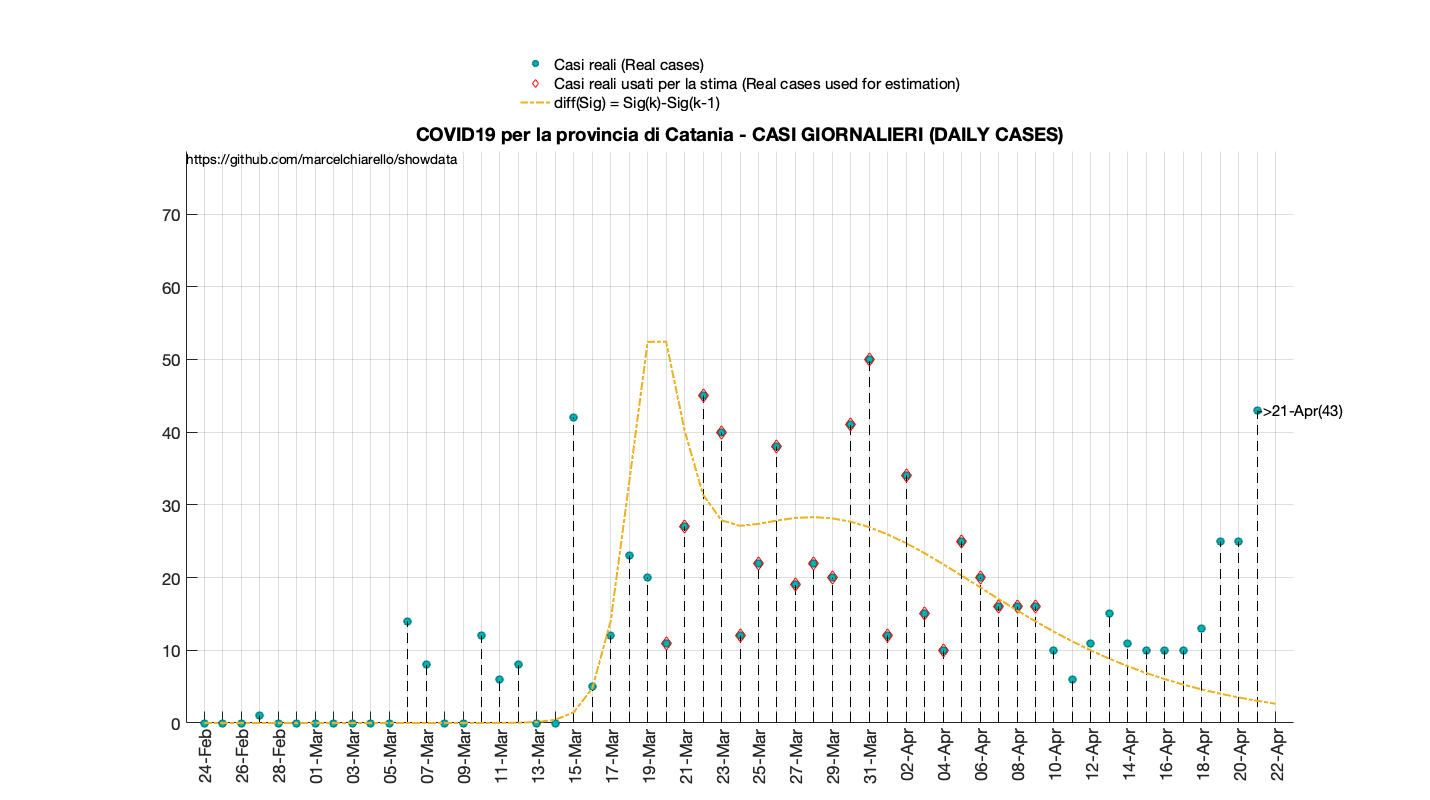 Casi reali (Real cases)
Casi reali usati per la stima (Real cases used for estimation)
diff(Sig) = Sig(k)-Sig(k-1)
COVID19 per la provincia di Catania - CASI GIORNALIERI (DAILY CASES)
https://github.com/marcelchiarello/showdata
70
60
50
40
30
20
10
0
>21-Apr(43)
24-Feb
26-Feb
28-Feb
01-Mar
03-Mar
05-Mar
07-Mar
09-Mar
11-Mar
13-Mar
15-Mar
17-Mar
19-Mar
21-Mar
23-Mar
25-Mar
27-Mar
29-Mar
31-Mar
02-Apr
04-Apr
06-Apr
08-Apr
10-Apr
12-Apr
14-Apr
16-Apr
18-Apr
20-Apr
22-Apr